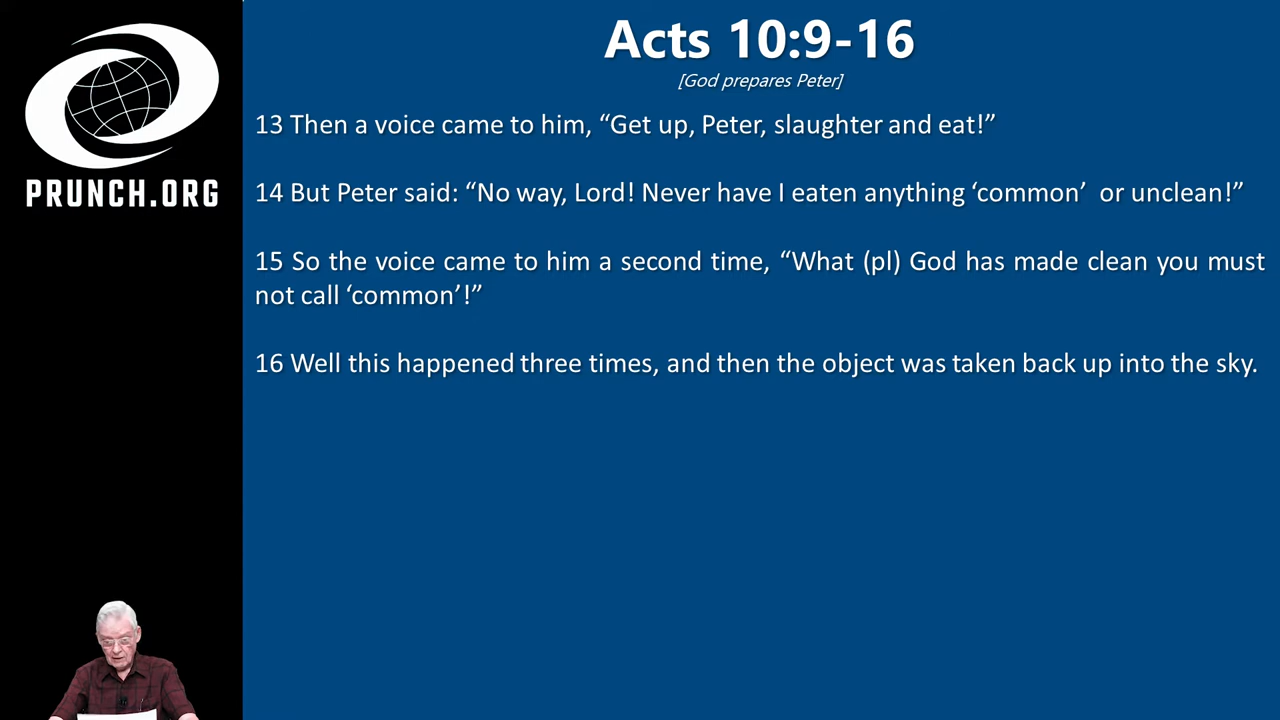 PRUNCH.ORG
Acts 10:9-16
[God prepares Peter]
13 Then a voice came to him, “Get up, Peter, slaughter and eat!”
14 But Peter said: “No way, Lord! Never have I eaten anything ‘common’ or unclean!”
15 So the voice came to him a second time, “What (pl) God has made clean you must
not call ‘common’!”
16 Well this happened three times, and then the object was taken back up into the sky.